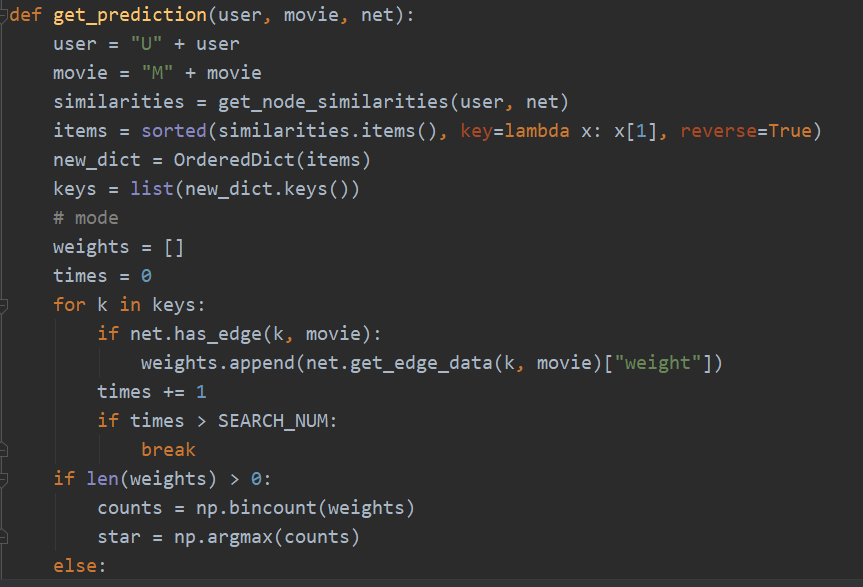 def get_prediction(user, movie, net):
    user = "U" + user
    movie = "M" + movie
    similarities = get_node_similarities(user, net)
    items = sorted(similarities.items(), key=lambda x: x[1], reverse=True)
    new_dict = OrderedDict(items)
    keys = list(new_dict.keys())
    # mode
    weights = []
    times = 0
    for k in keys:
        if net.has_edge(k, movie):
            weights.append(net.get_edge_data(k, movie)["weight"])
        times += 1
        if times > SEARCH_NUM:
            break
    if len(weights) > 0:
        counts = np.bincount(weights)
        star = np.argmax(counts)
    else: